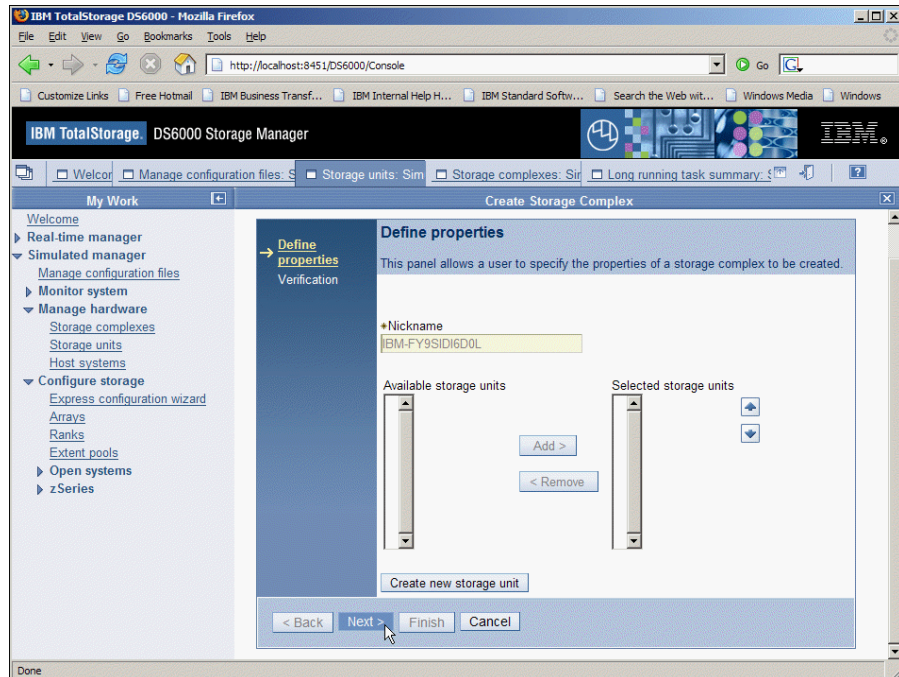 IBM TotalStorage DS6000 - Mozilla Firefox
File Edit View Go Bookmarks Tools Help
http://localhost:8451/DS6000/Console
Go
G
Customize Links Free Hotmail IBM Business Transf... IBM Internal Help H... IBM Standard Softw... Search the Web wit... Windows Media Windows
IBM TotalStorage. DS6000 Storage Manager
IBM
Welcor Manage configuration files: S Storage units: Sim Storage complexes: Sir Long running task summary: S ?
My Work
Create Storage Complex
Welcome
Real-time manager
Simulated manager
Manage configuration files
Monitor system
Manage hardware
Storage complexes
Storage units
Host systems
Configure storage
Express configuration wizard
Arrays
Ranks
Extent pools
Open systems
zSeries
Define properties
Verification
Define properties
This panel allows a user to specify the properties of a storage complex to be created.
Nickname
IBM-FY9SIDI6D0L
Available storage units
Selected storage units
Add >
< Remove
Create new storage unit
< Back Next > Finish Cancel
Done